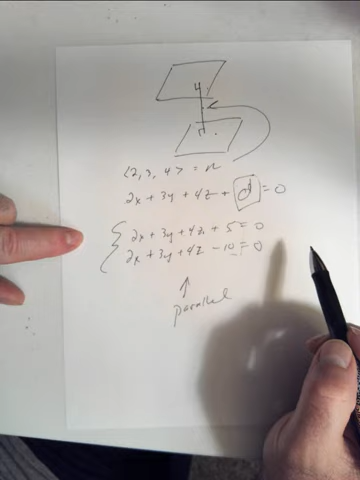 ⟨2, 3, 4⟩ = n
2x + 3y + 4z + d = 0
2x + 3y + 4z + 5 = 0
2x + 3y + 4z - 10 = 0
parallel